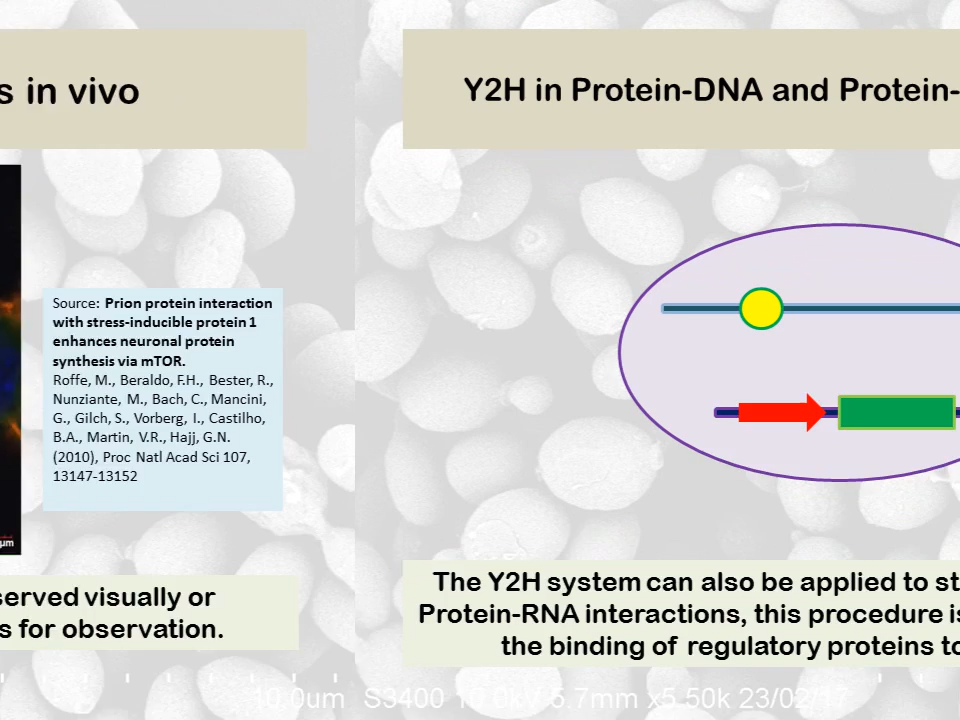 s in vivo
Source: Prion protein interaction
with stress-inducible protein 1
enhances neuronal protein
synthesis via mTOR.
Roffe, M., Beraldo, F.H., Bester, R.,
Nunziante, M., Bach, C., Mancini,
G., Gilch, S., Vorberg, I., Castilho,
B.A., Martin, V.R., Hajj, G.N.
(2010), Proc Natl Acad Sci 107,
13147-13152
µm
served visually or
s for observation.
Y2H in Protein-DNA and Protein-
The Y2H system can also be applied to st
Protein-RNA interactions, this procedure is
the binding of regulatory proteins to
10.0um S3400 10.0kV 5.7mm x5.50k 23/02/17